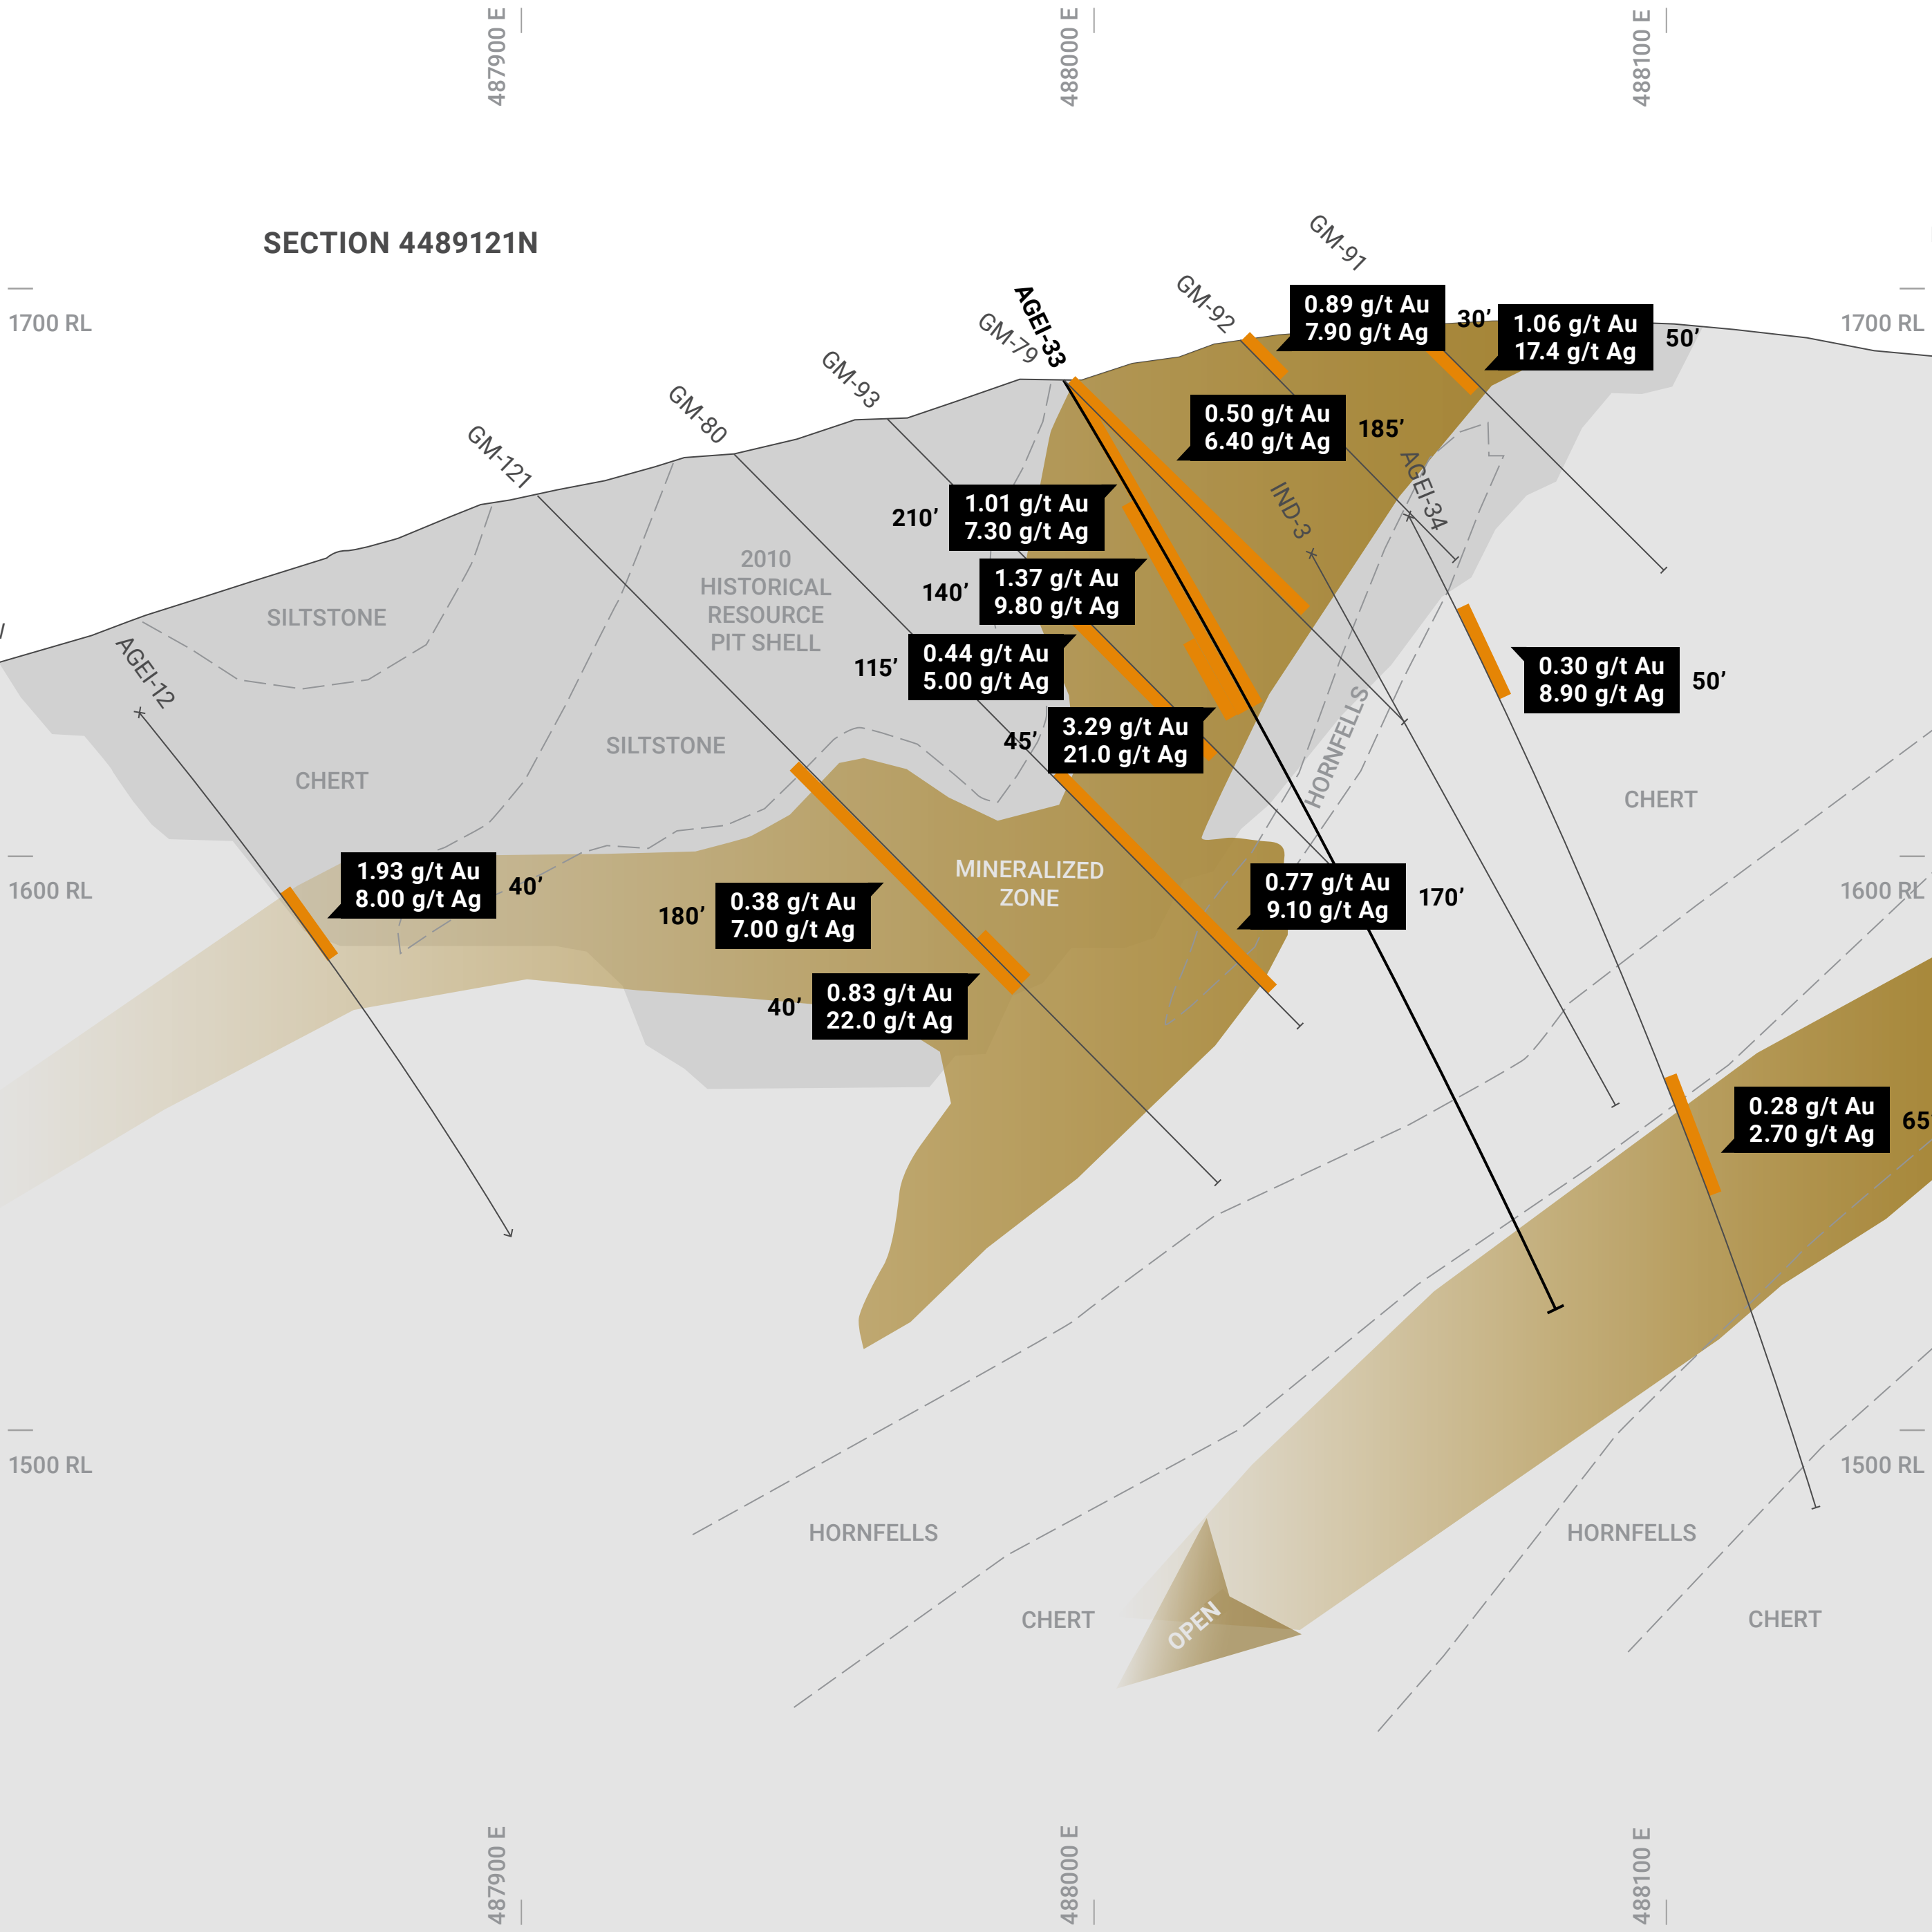 487900 E
488000 E
488100 E
SECTION 4489121N
1700 RL
1700 RL
GM-91
GM-92
AGEI-33
GM-79
GM-93
GM-80
GM-121
0.89 g/t Au
7.90 g/t Ag
30’
1.06 g/t Au
17.4 g/t Ag
50’
0.50 g/t Au
6.40 g/t Ag
185’
AGEI-34
IND-3
210’
1.01 g/t Au
7.30 g/t Ag
2010
HISTORICAL
RESOURCE
PIT SHELL
140’
1.37 g/t Au
9.80 g/t Ag
SILTSTONE
AGEI-12
115’
0.44 g/t Au
5.00 g/t Ag
0.30 g/t Au
8.90 g/t Ag
50’
45’
3.29 g/t Au
21.0 g/t Ag
SILTSTONE
HORNFELLS
CHERT
CHERT
1600 RL
1600 RL
1.93 g/t Au
8.00 g/t Ag
40’
MINERALIZED
ZONE
180’
0.38 g/t Au
7.00 g/t Ag
0.77 g/t Au
9.10 g/t Ag
170’
40’
0.83 g/t Au
22.0 g/t Ag
0.28 g/t Au
2.70 g/t Ag
65
1500 RL
1500 RL
HORNFELLS
HORNFELLS
CHERT
OPEN
CHERT
487900 E
488000 E
488100 E